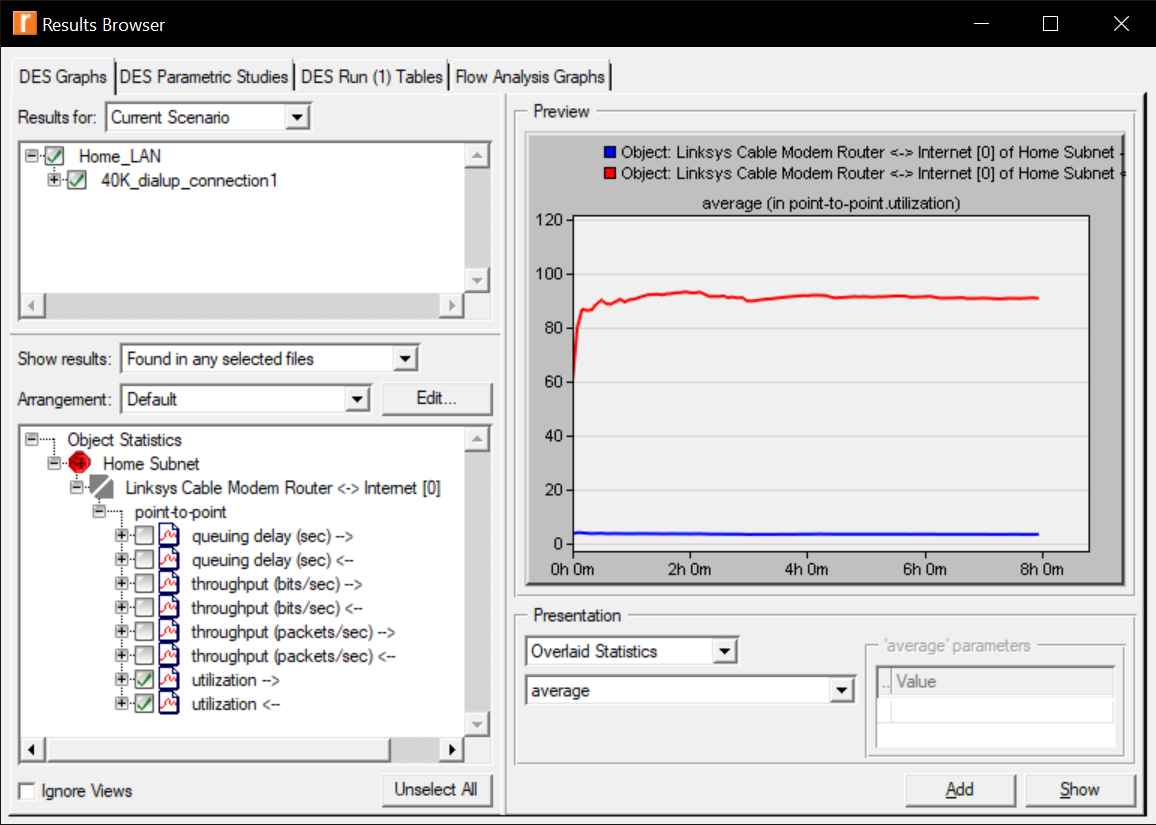 Results Browser
DES Graphs DES Parametric Studies DES Run (1) Tables Flow Analysis Graphs
Results for: Current Scenario
Home_LAN
40K_dialup_connection1
Show results: Found in any selected files
Arrangement: Default Edit...
Object Statistics
Home Subnet
Linksys Cable Modem Router <-> Internet [0]
point-to-point
queuing delay (sec) -->
queuing delay (sec) <--
throughput (bits/sec) -->
throughput (bits/sec) <--
throughput (packets/sec) -->
throughput (packets/sec) <--
utilization -->
utilization <--
Ignore Views Unselect All
Preview
Object: Linksys Cable Modem Router <-> Internet [0] of Home Subnet -
Object: Linksys Cable Modem Router <-> Internet [0] of Home Subnet <
average (in point-to-point.utilization)
120
100
80
60
40
20
0
0h 0m 2h 0m 4h 0m 6h 0m 8h 0m
Presentation
Overlaid Statistics
average
'average' parameters
.. Value
Add Show